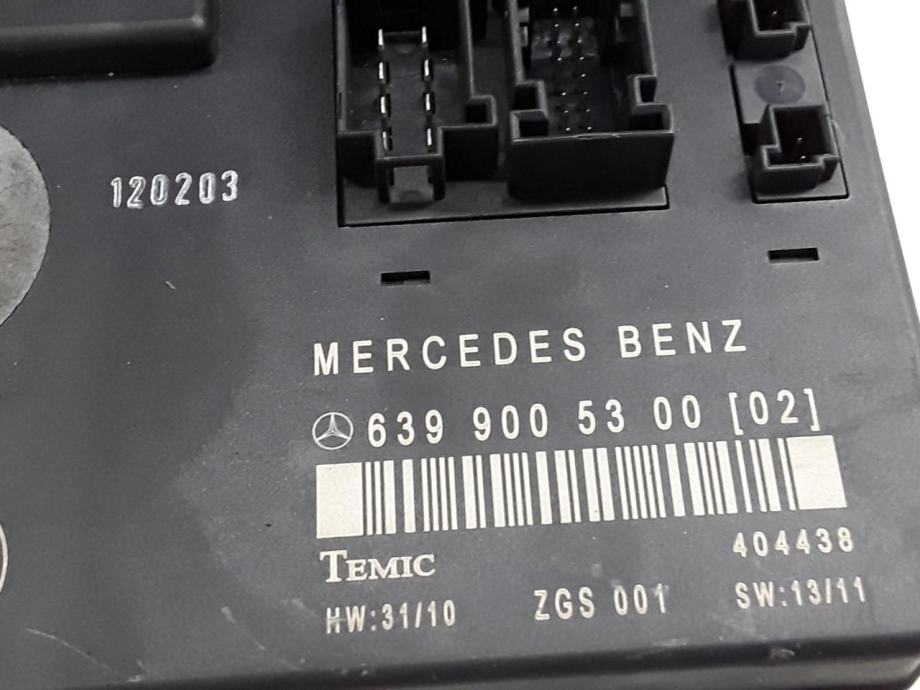 120203
MERCEDES BENZ
639 900 53 00 [02]
404438
TEMIC
HW:31/10 ZGS 001 SW:13/11